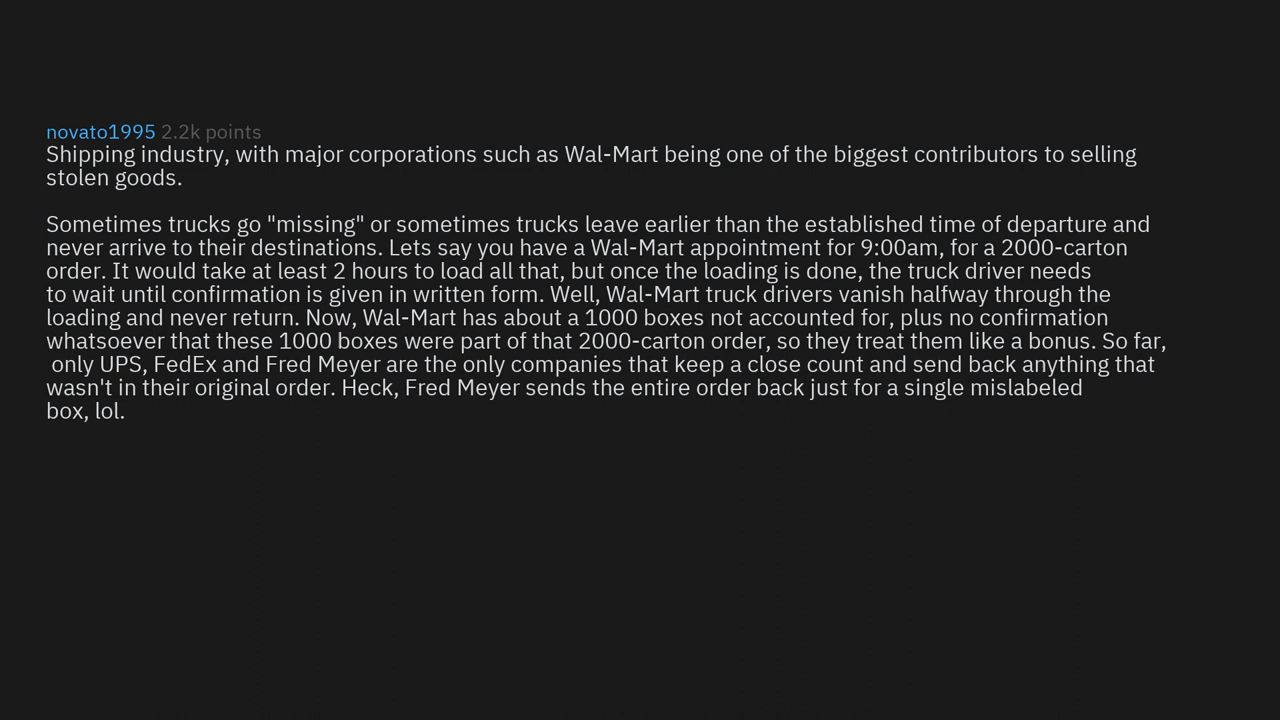 novato1995 2.2k points
Shipping industry, with major corporations such as Wal-Mart being one of the biggest contributors to selling
stolen goods.
Sometimes trucks go "missing" or sometimes trucks leave earlier than the established time of departure and
never arrive to their destinations. Lets say you have a Wal-Mart appointment for 9:00am, for a 2000-carton
order. It would take at least 2 hours to load all that, but once the loading is done, the truck driver needs
to wait until confirmation is given in written form. Well, Wal-Mart truck drivers vanish halfway through the
loading and never return. Now, Wal-Mart has about a 1000 boxes not accounted for, plus no confirmation
whatsoever that these 1000 boxes were part of that 2000-carton order, so they treat them like a bonus. So far,
only UPS, FedEx and Fred Meyer are the only companies that keep a close count and send back anything that
wasn't in their original order. Heck, Fred Meyer sends the entire order back just for a single mislabeled
box, lol.